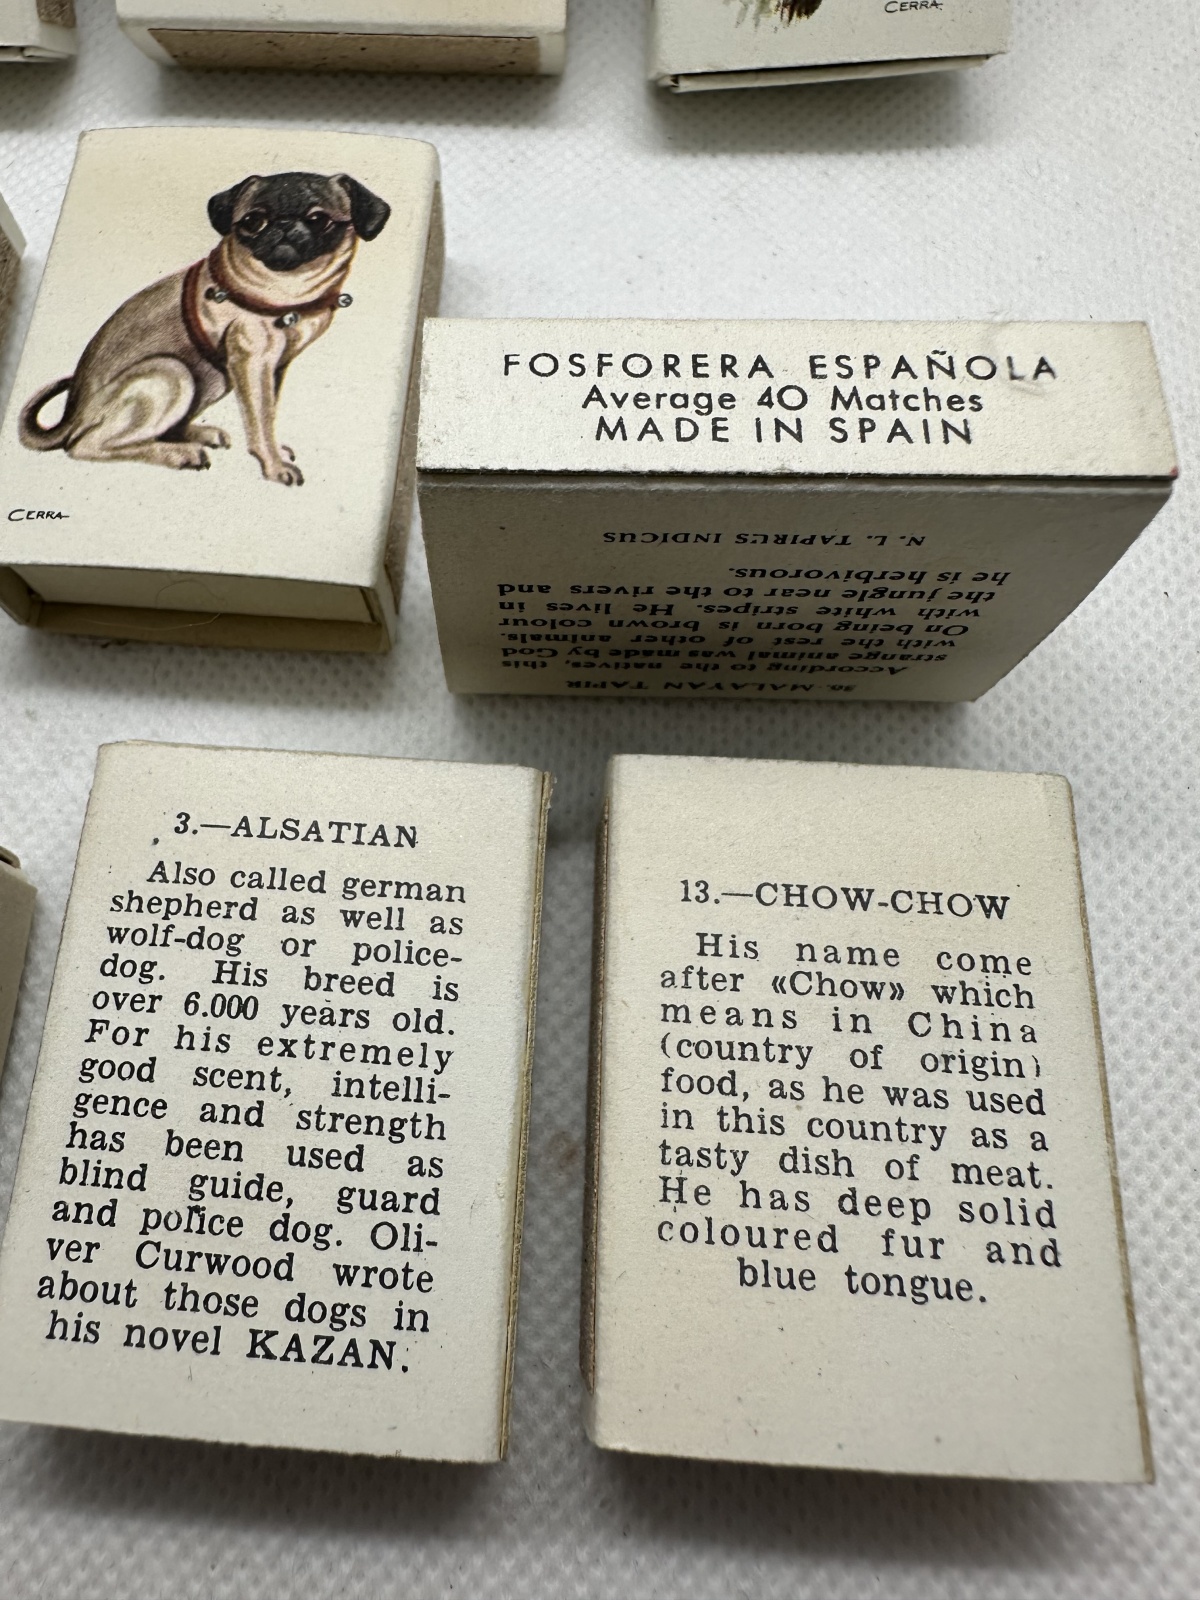 CERRA
CERRA
FOSFORERA ESPAÑOLA
Average 40 Matches
MADE IN SPAIN
36.-MALAYAN TAPIR
According to the natives, this
strange animal was made by God
with the rest of other animals.
On being born is brown colour
with white stripes. He lives in
the jungle near to the rivers and
he is herbivorous.
N. L. TAPIRUS INDICUS
3.—ALSATIAN
Also called german
shepherd as well as
wolf-dog or police-
dog. His breed is
over 6.000 years old.
For his extremely
good scent, intelli-
gence and strength
has been used as
blind guide, guard
and police dog. Oli-
ver Curwood wrote
about those dogs in
his novel KAZAN.
13.—CHOW-CHOW
His name come
after «Chow» which
means in China
(country of origin)
food, as he was used
in this country as a
tasty dish of meat.
He has deep solid
coloured fur and
blue tongue.